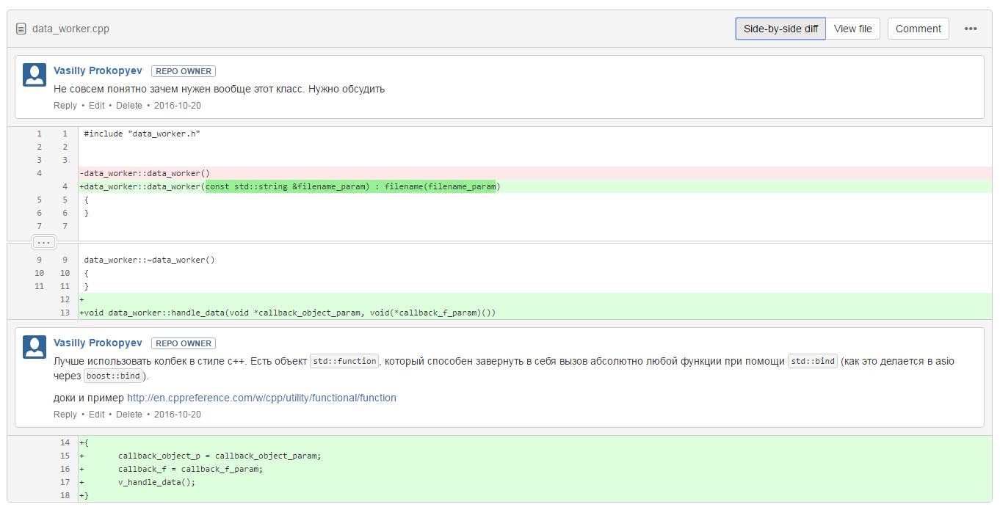 data_worker.cpp
Side-by-side diff View file Comment •••
Vasilly Prokopyev REPO OWNER
Не совсем понятно зачем нужен вообще этот класс. Нужно обсудить
Reply • Edit • Delete • 2016-10-20
1 1 #include "data_worker.h"
2 2
3 3
4 -data_worker::data_worker()
4 +data_worker::data_worker(const std::string &filename_param) : filename(filename_param)
5 5 {
6 6 }
7 7
...
9 9 data_worker::~data_worker()
10 10 {
11 11 }
12 +
13 +void data_worker::handle_data(void *callback_object_param, void(*callback_f_param)())
Vasilly Prokopyev REPO OWNER
Лучше использовать колбек в стиле с++. Есть объект std::function, который способен завернуть в себя вызов абсолютно любой функции при помощи std::bind (как это делается в asio
через boost::bind).
доки и пример http://en.cppreference.com/w/cpp/utility/functional/function
Reply • Edit • Delete • 2016-10-20
14 +{
15 + callback_object_p = callback_object_param;
16 + callback_f = callback_f_param;
17 + v_handle_data();
18 +}